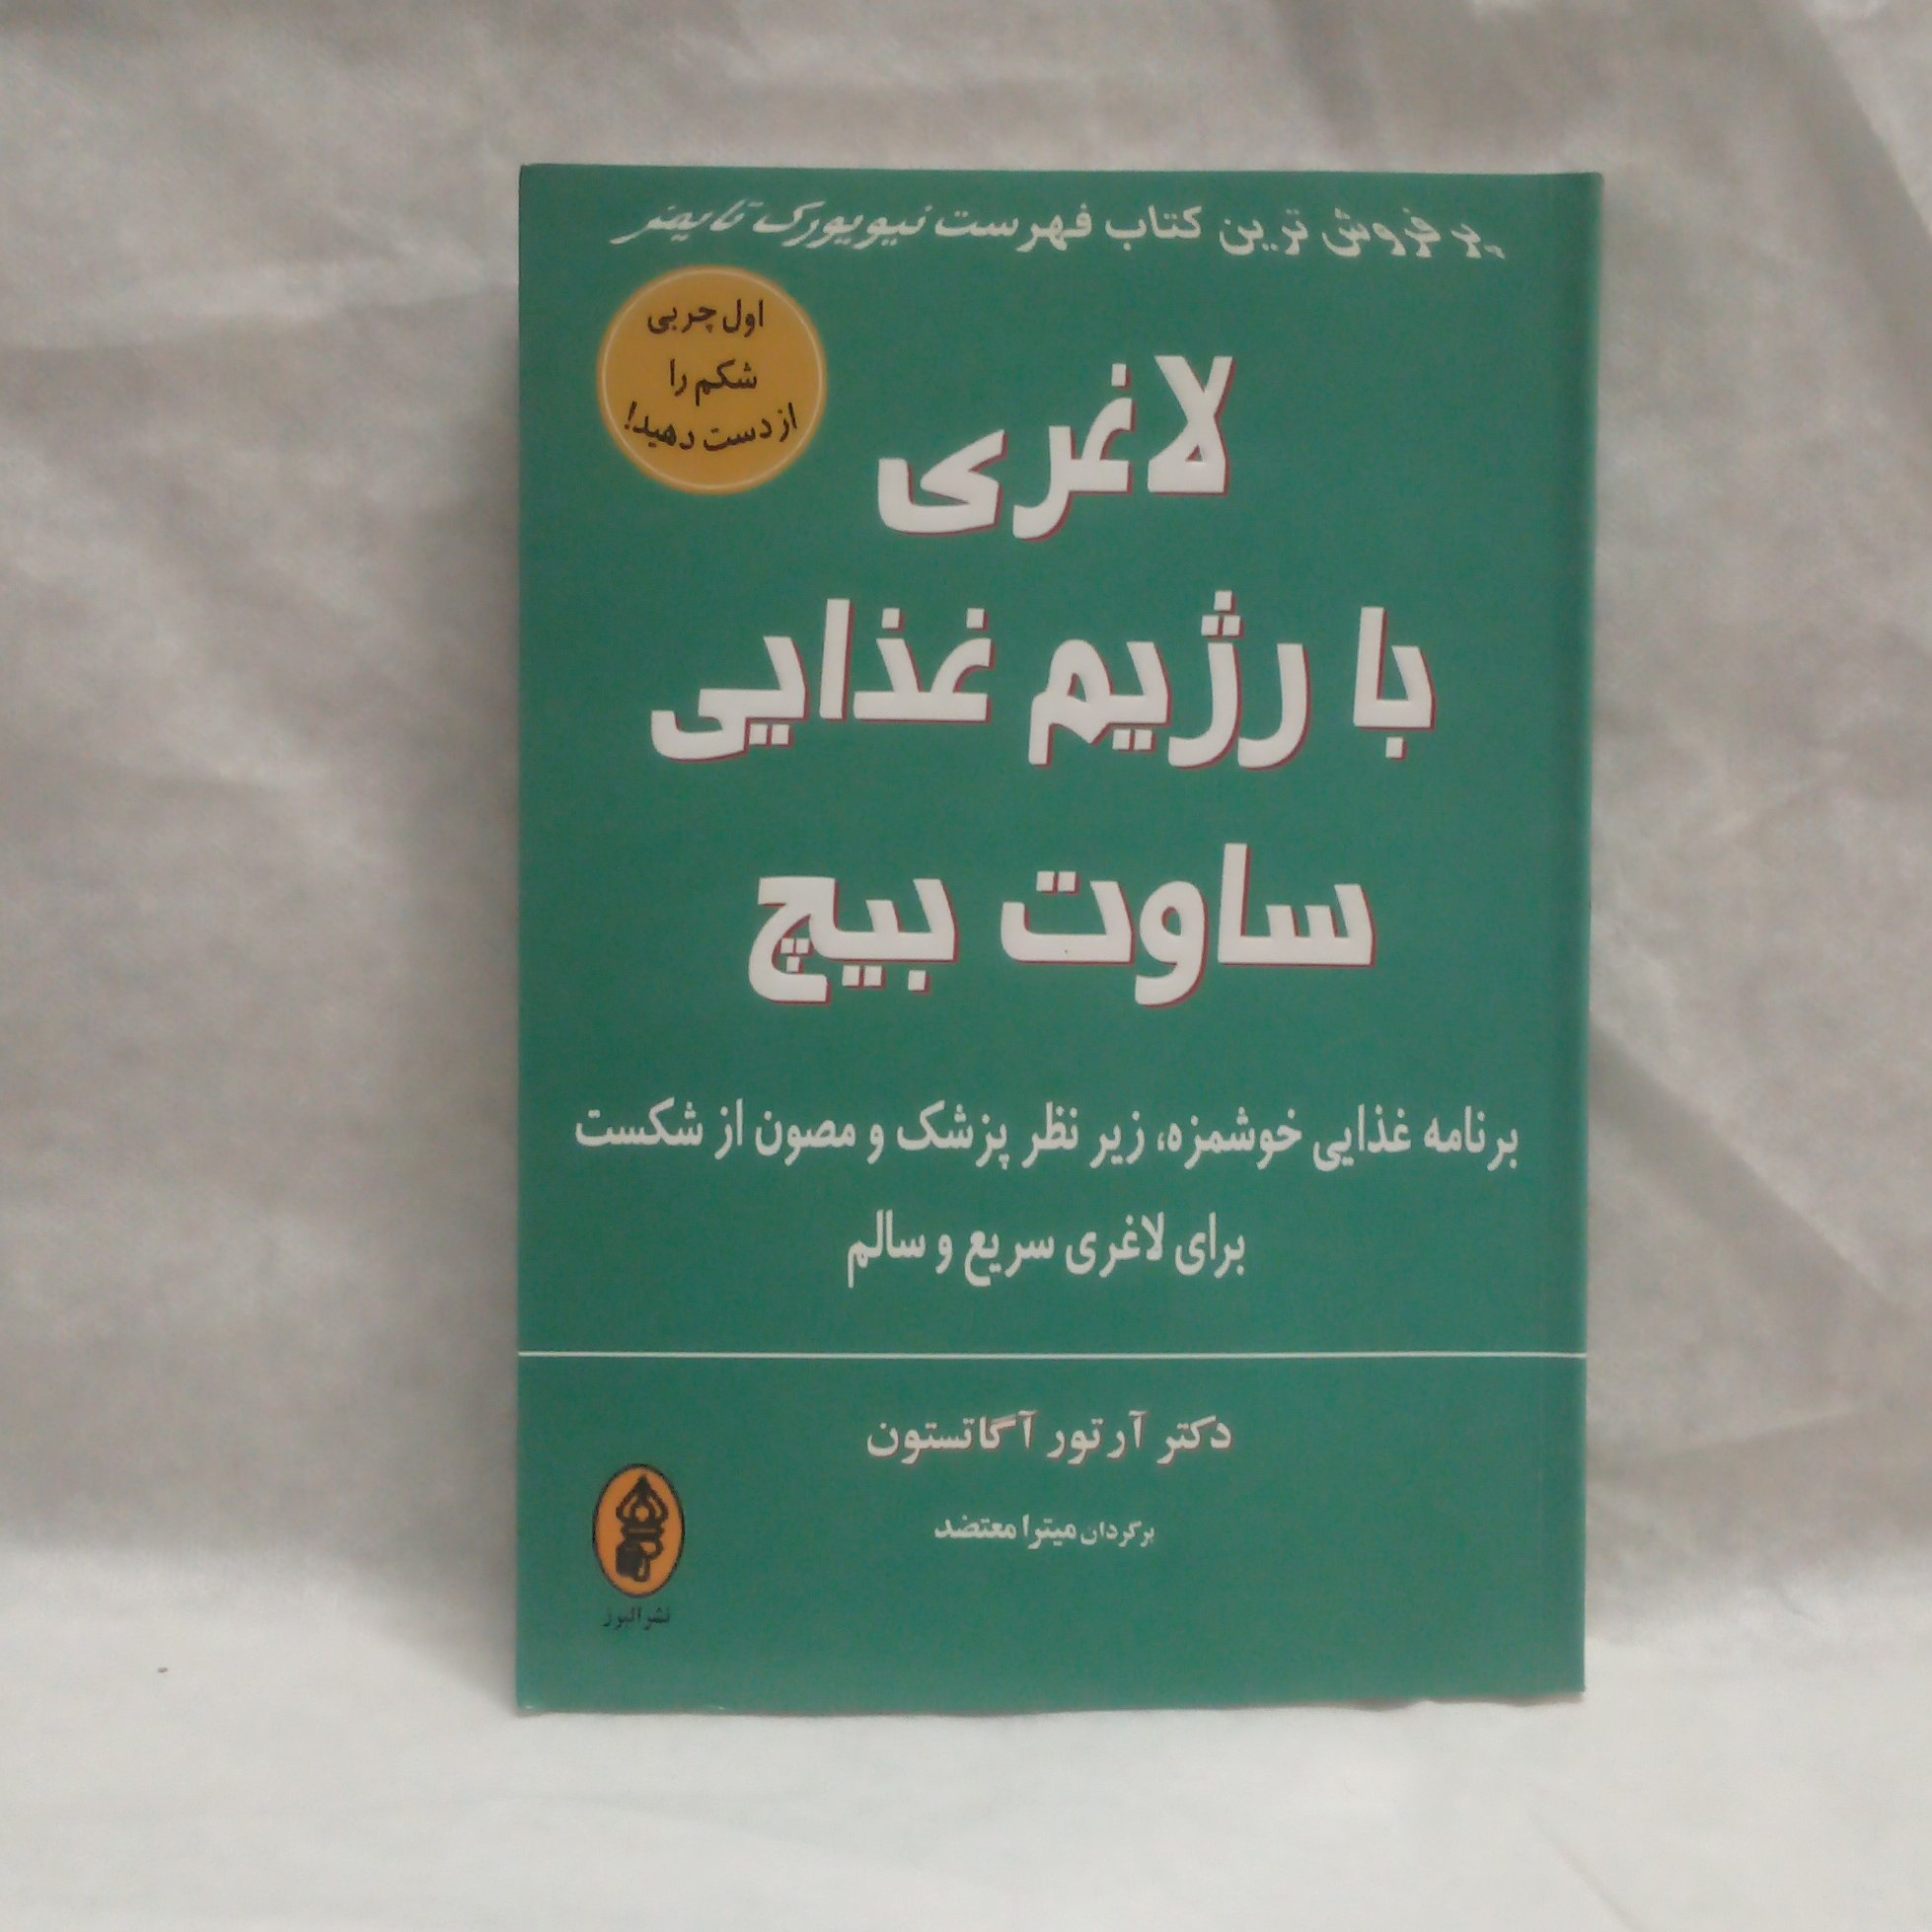 پر فروش ترین کتاب فهرست نیویورک تایمز
اول چربی
شکم را
از دست دهید!
لاغری
با رژیم غذایی
ساوت بیچ
برنامه غذایی خوشمزه، زیر نظر پزشک و مصون از شکست
برای لاغری سریع و سالم
دکتر آرتور آگاتستون
برگردان میترا معتضد
نشر البرز